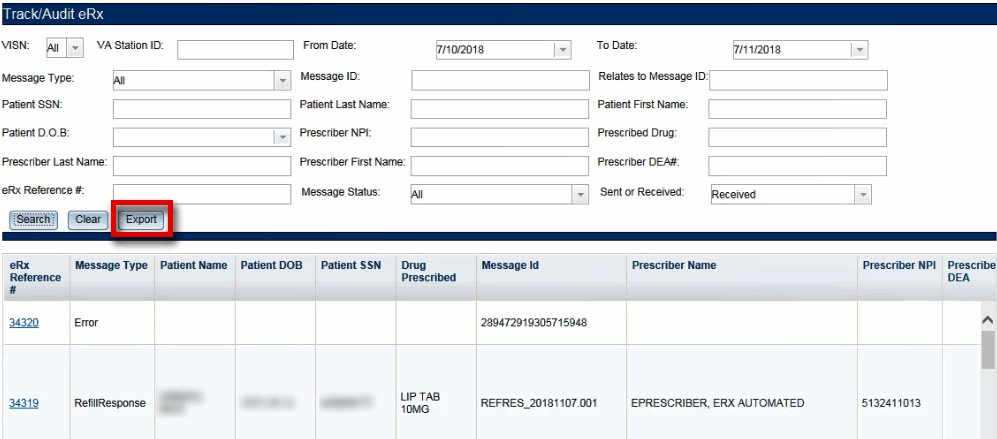 Track/Audit eRx
VISN: All VA Station ID: From Date: 7/10/2018 To Date: 7/11/2018
Message Type: All Message ID: Relates to Message ID:
Patient SSN: Patient Last Name: Patient First Name:
Patient D.O.B: Prescriber NPI: Prescribed Drug:
Prescriber Last Name: Prescriber First Name: Prescriber DEA#:
eRx Reference #: Message Status: All Sent or Received: Received
Search Clear Export
eRx Message Type Patient Name Patient DOB Patient SSN Drug Message Id Prescriber Name Prescriber NPI Prescribe
Reference Prescribed DEA
#
34320 Error 289472919305715948
LIP TAB
34319 RefillResponse REFRES_20181107.001 EPRESCRIBER, ERX AUTOMATED 5132411013
10MG